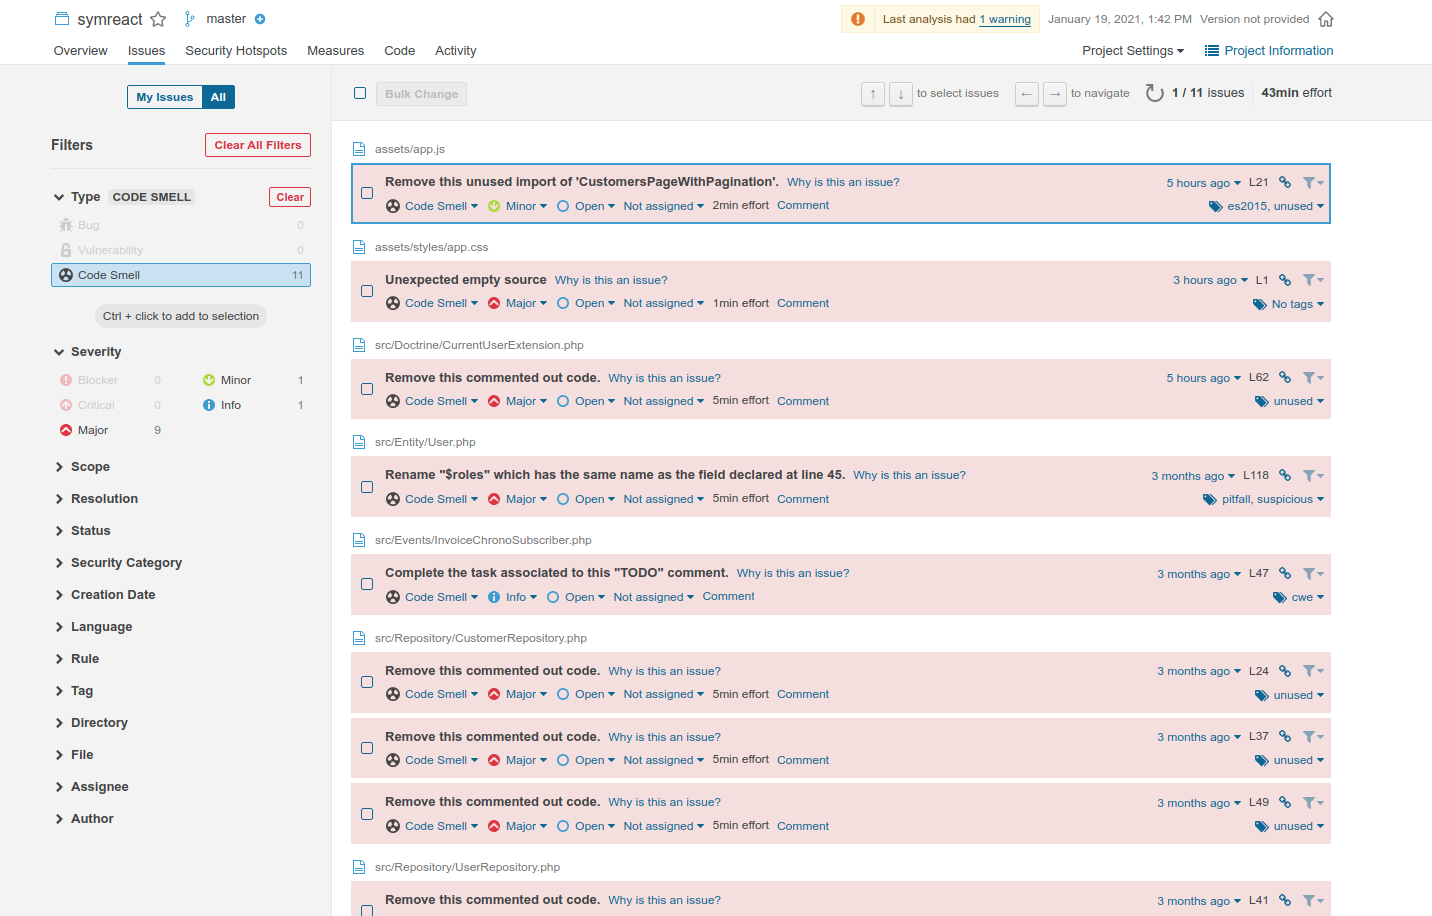 symreact master
Last analysis had 1 warning January 19, 2021, 1:42 PM Version not provided
Overview Issues Security Hotspots Measures Code Activity
Project Settings Project Information
My Issues All
Bulk Change
↑ ↓ to select issues ← → to navigate 1 / 11 issues 43min effort
Filters Clear All Filters
Type CODE SMELL Clear
Bug 0
Vulnerability 0
Code Smell 11
Ctrl + click to add to selection
Severity
Blocker 0 Minor 1
Critical 0 Info 1
Major 9
Scope
Resolution
Status
Security Category
Creation Date
Language
Rule
Tag
Directory
File
Assignee
Author
assets/app.js
Remove this unused import of 'CustomersPageWithPagination'. Why is this an issue? 5 hours ago L21
Code Smell Minor Open Not assigned 2min effort Comment es2015, unused
assets/styles/app.css
Unexpected empty source Why is this an issue? 3 hours ago L1
Code Smell Major Open Not assigned 1min effort Comment No tags
src/Doctrine/CurrentUserExtension.php
Remove this commented out code. Why is this an issue? 5 hours ago L62
Code Smell Major Open Not assigned 5min effort Comment unused
src/Entity/User.php
Rename "$roles" which has the same name as the field declared at line 45. Why is this an issue? 3 months ago L118
Code Smell Major Open Not assigned 5min effort Comment pitfall, suspicious
src/Events/InvoiceChronoSubscriber.php
Complete the task associated to this "TODO" comment. Why is this an issue? 3 months ago L47
Code Smell Info Open Not assigned Comment cwe
src/Repository/CustomerRepository.php
Remove this commented out code. Why is this an issue? 3 months ago L24
Code Smell Major Open Not assigned 5min effort Comment unused
Remove this commented out code. Why is this an issue? 3 months ago L37
Code Smell Major Open Not assigned 5min effort Comment unused
Remove this commented out code. Why is this an issue? 3 months ago L49
Code Smell Major Open Not assigned 5min effort Comment unused
src/Repository/UserRepository.php
Remove this commented out code. Why is this an issue? 3 months ago L41